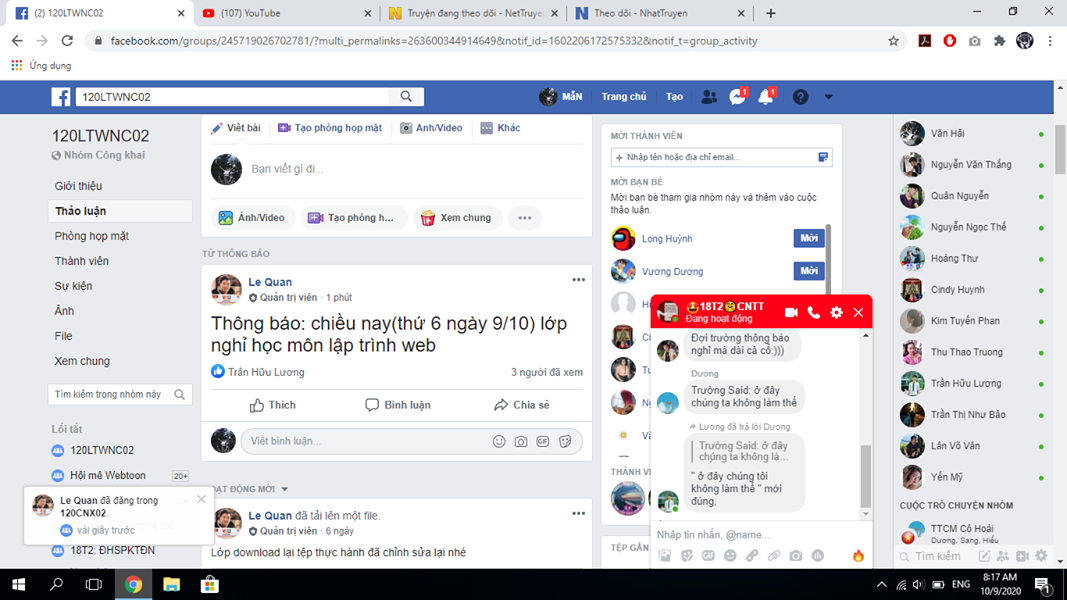 (2) 120LTWNC02
(107) YouTube
Truyện đang theo dõi - NetTruyen
Theo dõi - NhatTruyen
facebook.com/groups/245719026702781/?multi_permalinks=263600344914649&notif_id=1602206172575332&notif_t=group_activity
Ứng dụng
120LTWNC02
MẪN
Trang chủ
Tạo
1
1
120LTWNC02
Nhóm Công khai
Giới thiệu
Thảo luận
Phòng họp mặt
Thành viên
Sự kiện
Ảnh
File
Xem chung
Tìm kiếm trong nhóm này
Lối tắt
120LTWNC02
Hội mê Webtoon
20+
18T2: ĐHSPKTĐN
Le Quan đã đăng trong
120CNX02.
vài giây trước
Viết bài
Tạo phòng họp mặt
Ảnh/Video
Khác
Bạn viết gì đi...
Ảnh/Video
Tạo phòng h...
Xem chung
TỪ THÔNG BÁO
Le Quan
Quản trị viên · 1 phút
Thông báo: chiều nay(thứ 6 ngày 9/10) lớp
nghỉ học môn lập trình web
Trần Hữu Lương
3 người đã xem
Thích
Bình luận
Chia sẻ
Viết bình luận...
HOẠT ĐỘNG MỚI
Le Quan đã tải lên một file.
Quản trị viên · 6 ngày
Lớp download lại tệp thực hành đã chỉnh sửa lại nhé
MỜI THÀNH VIÊN
+ Nhập tên hoặc địa chỉ email...
MỜI BẠN BÈ
Mời bạn bè tham gia nhóm này và thêm vào cuộc
thảo luận.
Long Huỳnh
Mời
Vương Dương
Mời
THÀNH V
TỆP GẦN
18T2 CNTT
Đang hoạt động
Đợi trường thông báo
nghỉ mà dài cả cổ:)))
Dương
Trường Said: ở đây
chúng ta không làm thế
Lương đã trả lời Dương
Trường Said: ở đây
chúng ta không là...
" ở đây chúng tôi
không làm thế " mới
đúng,
Nhập tin nhắn, @name...
Văn Hải
Nguyễn Văn Thắng
Quân Nguyễn
Nguyễn Ngọc Thế
Hoàng Thư
Cindy Huynh
Kim Tuyến Phan
Thu Thao Truong
Trần Hữu Lương
Trần Thị Như Bảo
Lân Võ Văn
Yến Mỹ
CUỘC TRÒ CHUYỆN NHÓM
TTCM Cô Hoài
Dương, Sang, Hiếu
Tìm kiếm
ENG
8:17 AM
10/9/2020
1